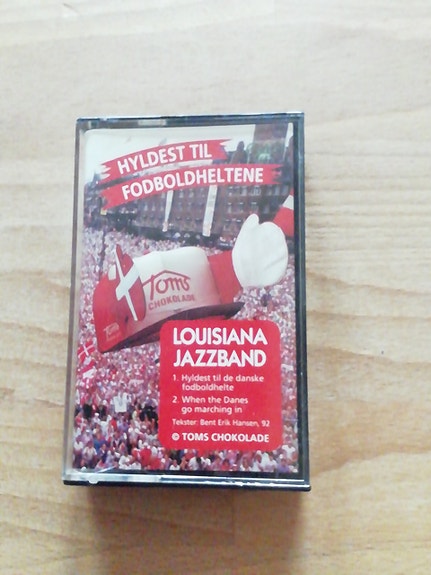 HYLDEST TIL
FODBOLDHELTENE
Toms
CHOKOLADE
Toms
LOUISIANA
JAZZBAND
1. Hyldest til de danske
fodboldhelte
2. When the Danes
go marching in
Tekster: Bent Erik Hansen, 92
© TOMS CHOKOLADE